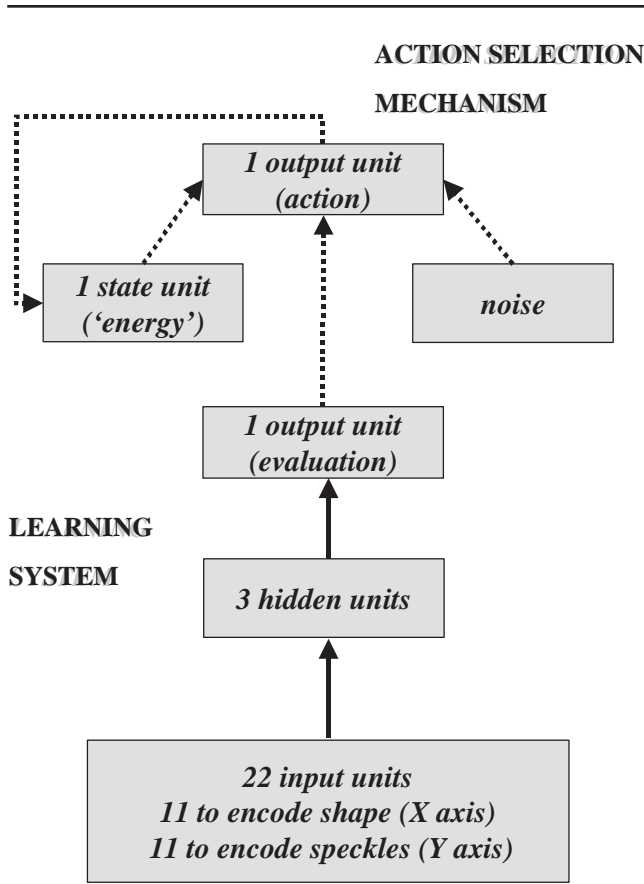 ACTION SELECTION
MECHANISM
1 output unit
(action)
1 state unit
(‘energy’)
noise
1 output unit
(evaluation)
LEARNING
SYSTEM
3 hidden units
22 input units
11 to encode shape (X axis)
11 to encode speckles (Y axis)